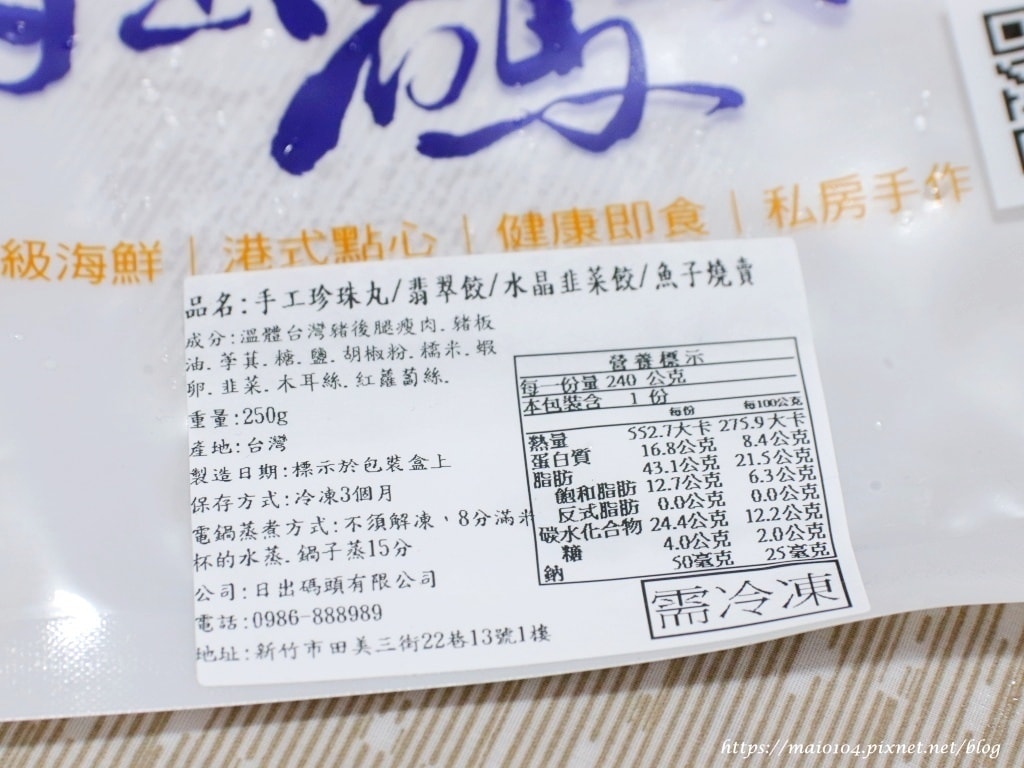 級海鮮｜港式點心｜健康即食｜私房手作
品名:手工珍珠丸/翡翠餃/水晶韭菜餃/魚子燒賣
成分:溫體台灣豬後腿瘦肉.豬板
油.荸萁.糖.鹽.胡椒粉.糯米.蝦
卵.韭菜.木耳絲.紅蘿蔔絲.
重量:250g
產地:台灣
製造日期:標示於包裝盒上
保存方式:冷凍3個月
電鍋蒸煮方式:不須解凍，8分滿米
杯的水蒸.鍋子蒸15分
公司:日出碼頭有限公司
電話:0986-888989
地址:新竹市田美三街22巷13號1樓
營養標示
每一份量 240 公克
本包裝含 1 份
每份 每100公克
熱量 552.7大卡 275.9大卡
蛋白質 16.8公克 8.4公克
脂肪 43.1公克 21.5公克
飽和脂肪 12.7公克 6.3公克
反式脂肪 0.0公克 0.0公克
碳水化合物 24.4公克 12.2公克
糖 4.0公克 2.0公克
鈉 50毫克 25毫克
需冷凍
https://mai0104.pixnet.net/blog